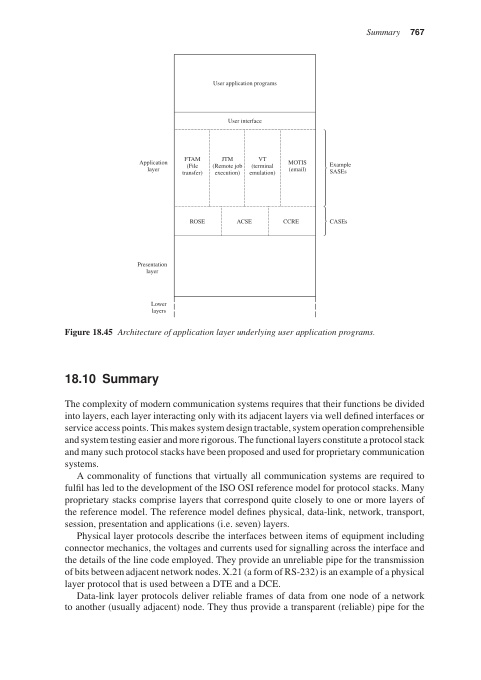 Summary 767
User application programs
User interface
Application
layer
FTAM
(File
transfer)
JTM
(Remote job
execution)
VT
(terminal
emulation)
MOTIS
(email)
Example
SASEs
ROSE
ACSE
CCRE
CASEs
Presentation
layer
Lower
layers
Figure 18.45 Architecture of application layer underlying user application programs.
18.10 Summary
The complexity of modern communication systems requires that their functions be divided
into layers, each layer interacting only with its adjacent layers via well defined interfaces or
service access points. This makes system design tractable, system operation comprehensible
and system testing easier and more rigorous. The functional layers constitute a protocol stack
and many such protocol stacks have been proposed and used for proprietary communication
systems.
A commonality of functions that virtually all communication systems are required to
fulfil has led to the development of the ISO OSI reference model for protocol stacks. Many
proprietary stacks comprise layers that correspond quite closely to one or more layers of
the reference model. The reference model defines physical, data-link, network, transport,
session, presentation and applications (i.e. seven) layers.
Physical layer protocols describe the interfaces between items of equipment including
connector mechanics, the voltages and currents used for signalling across the interface and
the details of the line code employed. They provide an unreliable pipe for the transmission
of bits between adjacent network nodes. X.21 (a form of RS-232) is an example of a physical
layer protocol that is used between a DTE and a DCE.
Data-link layer protocols deliver reliable frames of data from one node of a network
to another (usually adjacent) node. They thus provide a transparent (reliable) pipe for the